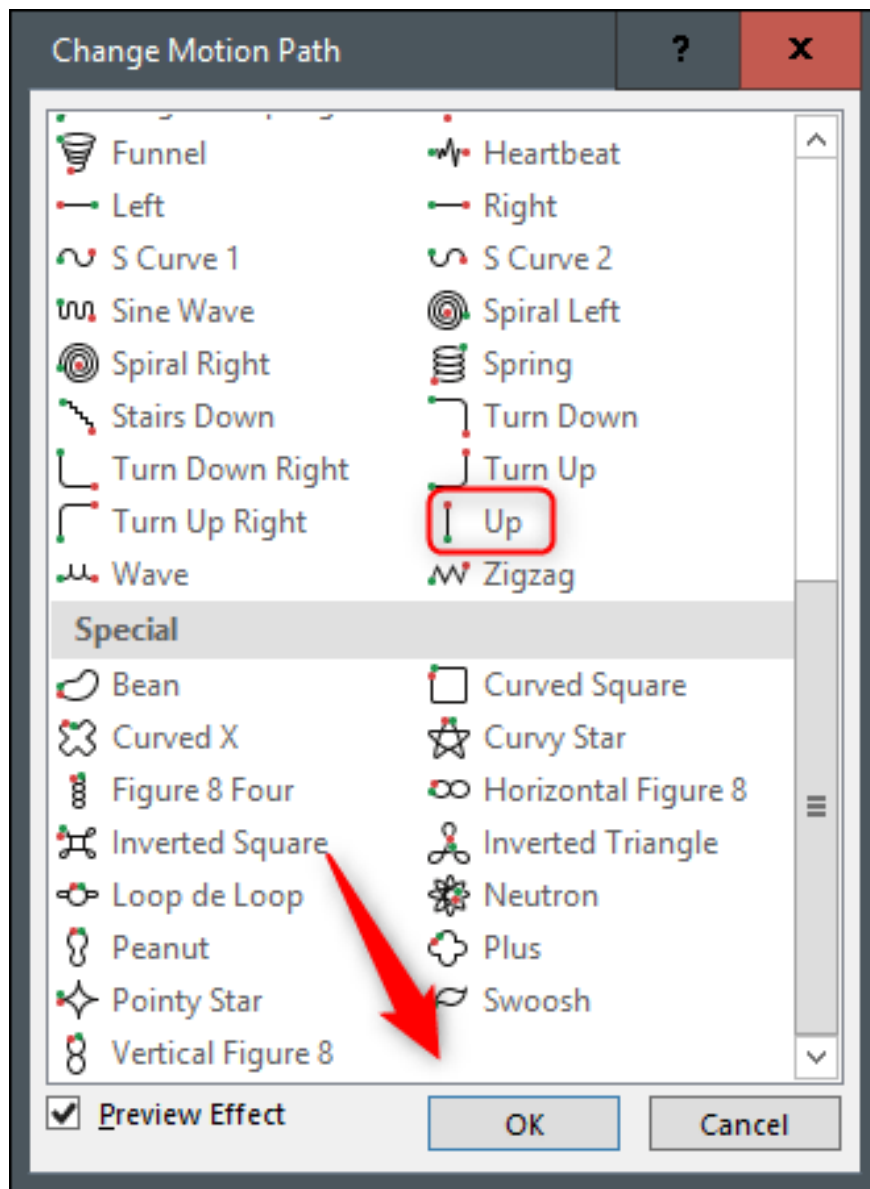 Change Motion Path ? x
Funnel Heartbeat
Left Right
S Curve 1 S Curve 2
Sine Wave Spiral Left
Spiral Right Spring
Stairs Down Turn Down
Turn Down Right Turn Up
Turn Up Right Up
Wave Zigzag
Special
Bean Curved Square
Curved X Curvy Star
Figure 8 Four Horizontal Figure 8
Inverted Square Inverted Triangle
Loop de Loop Neutron
Peanut Plus
Pointy Star Swoosh
Vertical Figure 8
Preview Effect OK Cancel